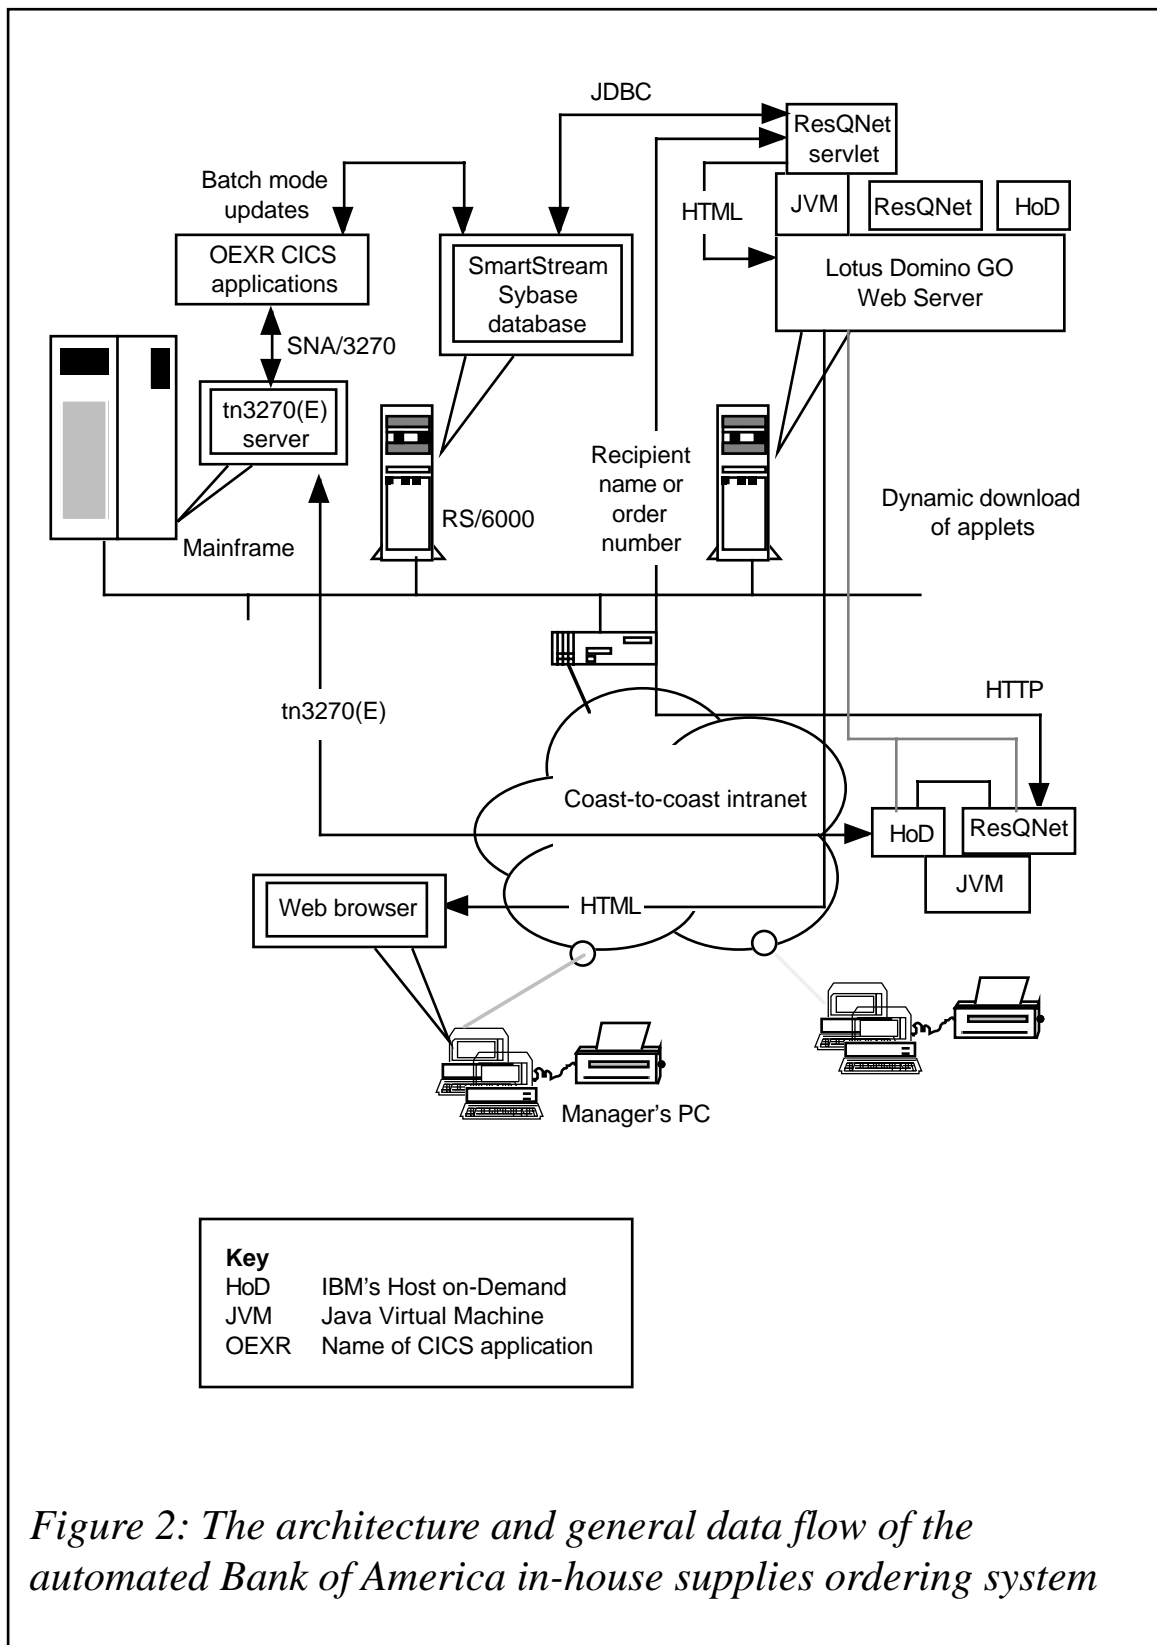 JDBC
ResQNet
servlet
Batch mode
updates
HTML
JVM
ResQNet
HoD
OEXR CICS
applications
SmartStream
Sybase
database
Lotus Domino GO
Web Server
SNA/3270
tn3270(E)
server
Recipient
name or
order
number
RS/6000
Dynamic download
of applets
Mainframe
HTTP
tn3270(E)
Coast-to-coast intranet
HoD
ResQNet
JVM
Web browser
HTML
Manager's PC
Key
HoD IBM's Host on-Demand
JVM Java Virtual Machine
OEXR Name of CICS application
Figure 2: The architecture and general data flow of the
automated Bank of America in-house supplies ordering system